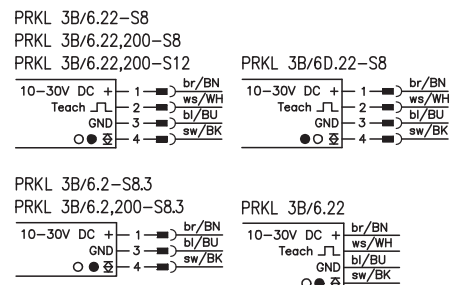 PRKL 3B/6.22-S8
PRKL 3B/6.22,200-S8
PRKL 3B/6.22,200-S12
10-30V DC + 1 br/BN
Teach 2 ws/WH
GND 3 bl/BU
4 sw/BK
PRKL 3B/6D.22-S8
10-30V DC + 1 br/BN
Teach 2 ws/WH
GND 3 bl/BU
4 sw/BK
PRKL 3B/6.2-S8.3
PRKL 3B/6.2,200-S8.3
10-30V DC + 1 br/BN
GND 3 bl/BU
4 sw/BK
PRKL 3B/6.22
10-30V DC + br/BN
Teach ws/WH
GND bl/BU
sw/BK